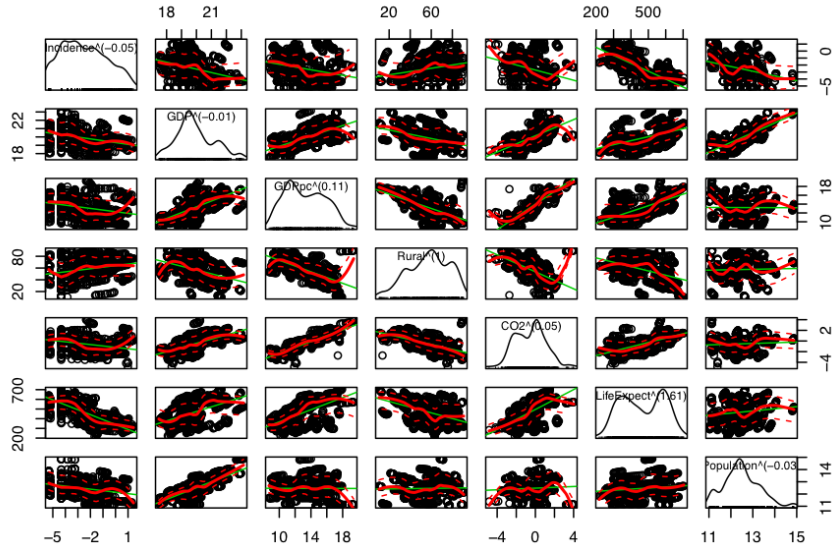 18 21 20 60 200 500
Incidence^(−0.05)
0
−5
22
18
GDP^(−0.01)
GDPpc^(0.11)
18
10
80
20
Rural^(1)
CO2^(0.05)
2
−4
700
200
LifeExpect^(1.61)
Population^(−0.03
14
11
−5 −2 1 10 14 18 −4 0 4 11 13 15